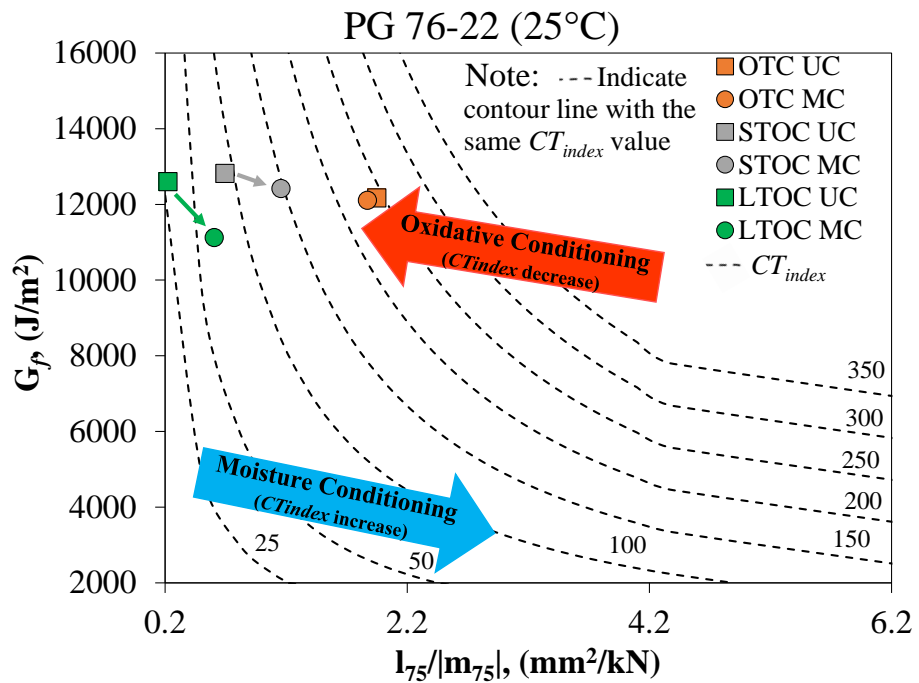 PG 76-22 (25°C)
16000
14000
12000
10000
8000
6000
4000
2000
G_f, (J/m²)
Note: ---- Indicate
contour line with the
same CT_index value
OTC UC
OTC MC
STOC UC
STOC MC
LTOC UC
LTOC MC
CT_index
Oxidative Conditioning
(CTindex decrease)
Moisture Conditioning
(CTindex increase)
350
300
250
200
150
100
50
25
0.2
2.2
4.2
6.2
l₇₅/|m₇₅|, (mm²/kN)